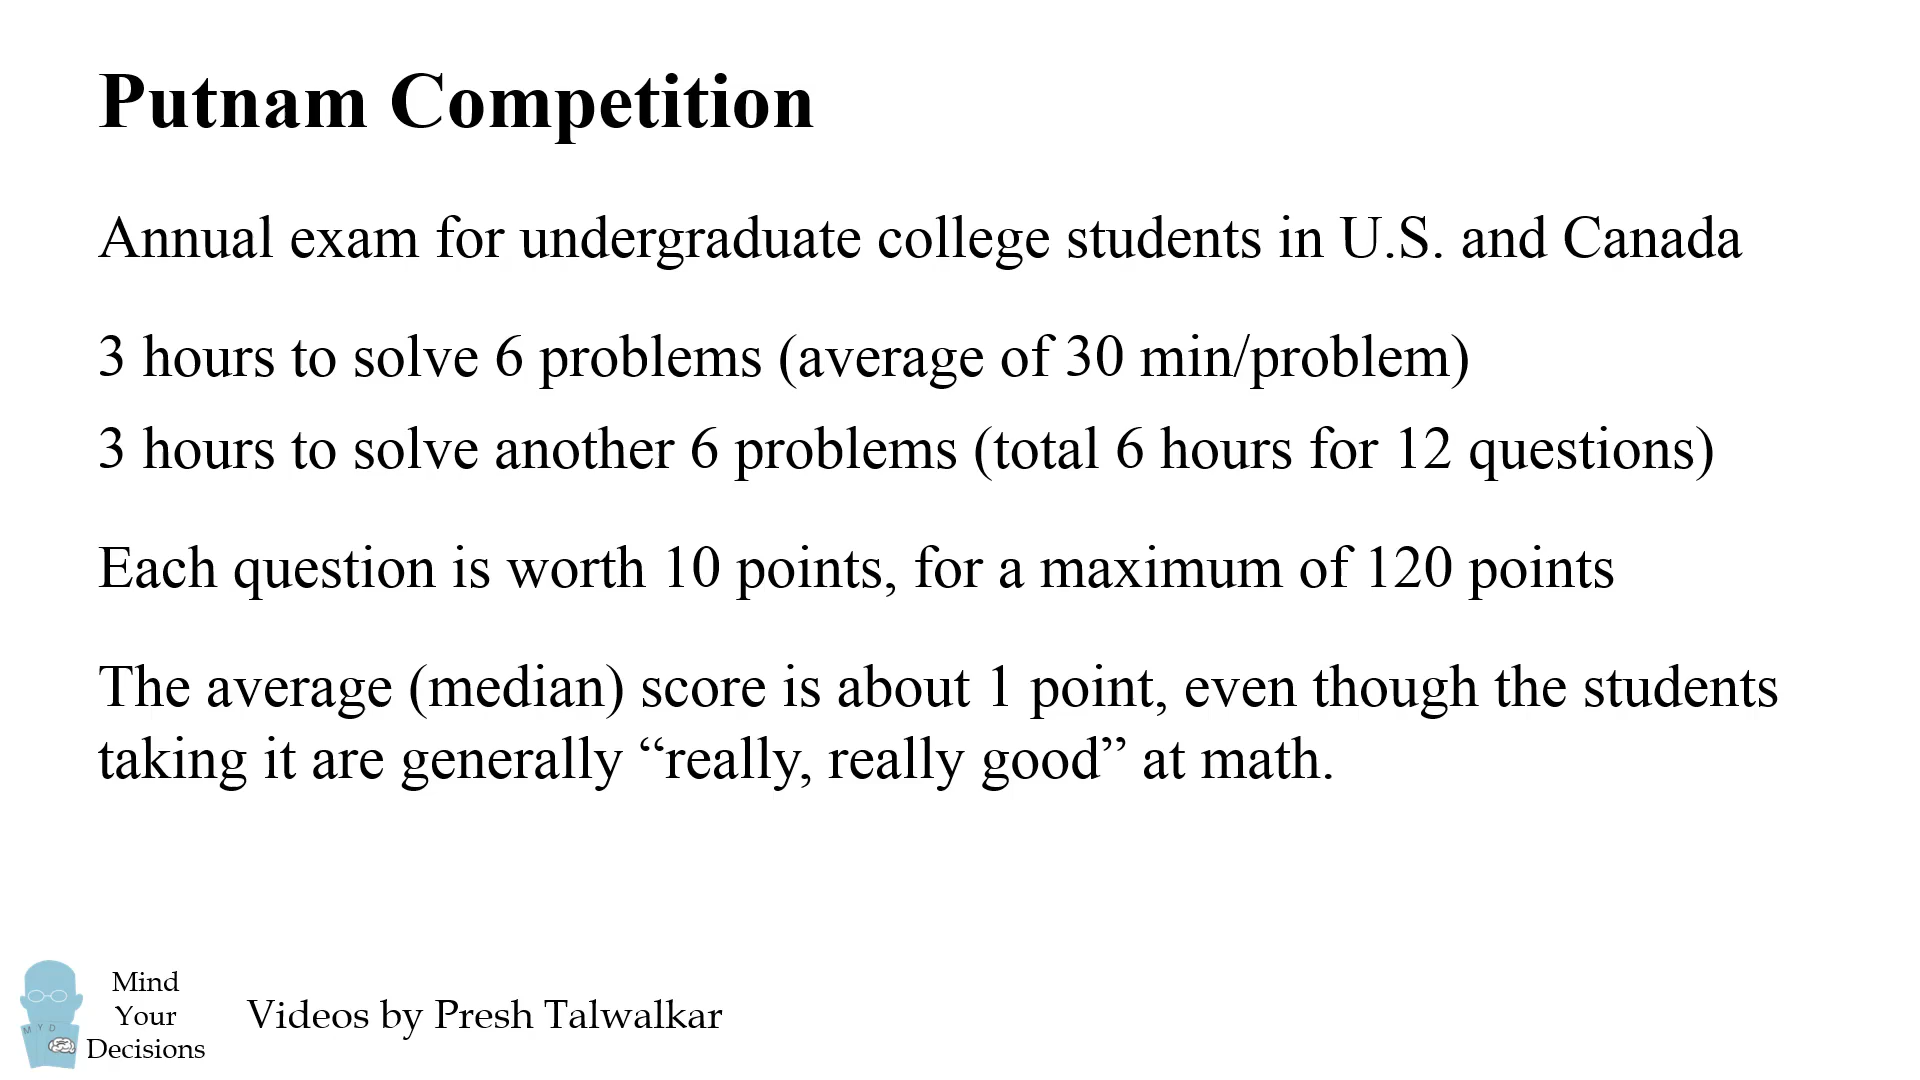 Putnam Competition
Annual exam for undergraduate college students in U.S. and Canada
3 hours to solve 6 problems (average of 30 min/problem)
3 hours to solve another 6 problems (total 6 hours for 12 questions)
Each question is worth 10 points, for a maximum of 120 points
The average (median) score is about 1 point, even though the students
taking it are generally “really, really good” at math.
M Y D
Mind
Your
Decisions
Videos by Presh Talwalkar